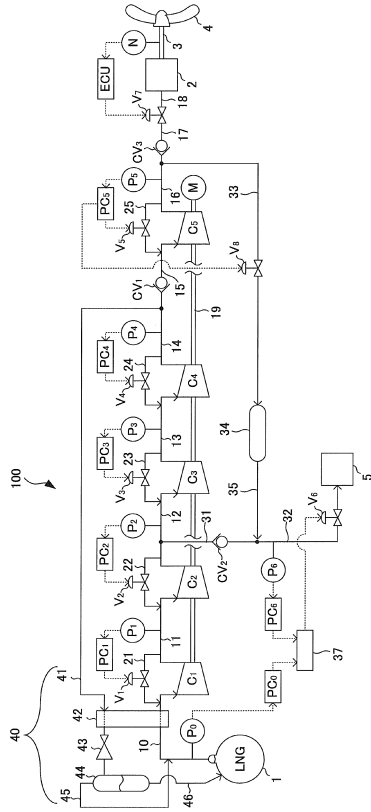 100
40
41
42
43
44
45
46
10
LNG
1
P0
PC0
37
PC6
P6
V6
5
32
31
CV2
35
34
33
V8
V1
PC1
P1
21
C1
11
V2
PC2
P2
22
C2
12
V3
PC3
P3
23
C3
13
V4
PC4
P4
24
C4
14
CV1
15
19
V5
PC5
P5
25
C5
16
M
CV3
17
V7
18
ECU
N
2
3
4